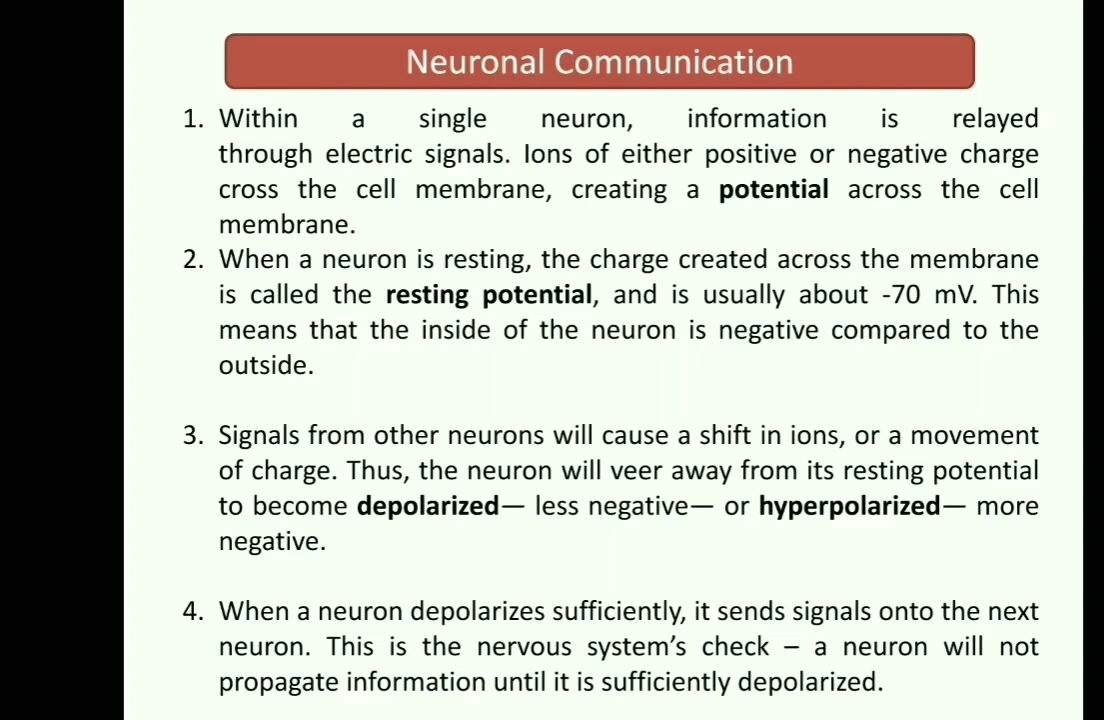 Neuronal Communication
1. Within a single neuron, information is relayed
through electric signals. Ions of either positive or negative charge
cross the cell membrane, creating a potential across the cell
membrane.
2. When a neuron is resting, the charge created across the membrane
is called the resting potential, and is usually about -70 mV. This
means that the inside of the neuron is negative compared to the
outside.
3. Signals from other neurons will cause a shift in ions, or a movement
of charge. Thus, the neuron will veer away from its resting potential
to become depolarized— less negative— or hyperpolarized— more
negative.
4. When a neuron depolarizes sufficiently, it sends signals onto the next
neuron. This is the nervous system’s check – a neuron will not
propagate information until it is sufficiently depolarized.